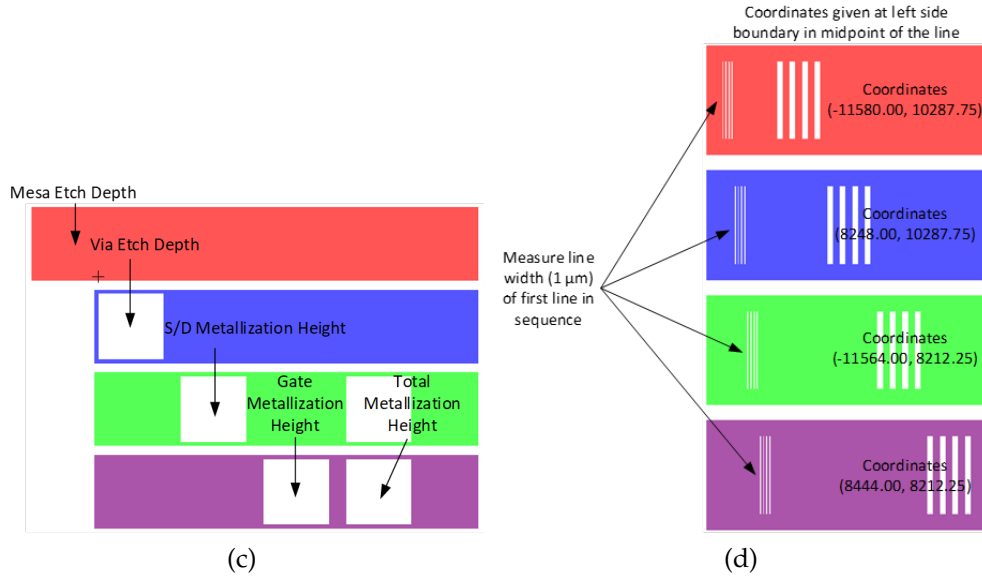 Mesa Etch Depth
Via Etch Depth
S/D Metallization Height
Gate
Metallization
Height
Total
Metallization
Height
(c)
Coordinates given at left side
boundary in midpoint of the line
Coordinates
(-11580.00, 10287.75)
Coordinates
(8248.00, 10287.75)
Measure line
width (1 µm)
of first line in
sequence
Coordinates
(-11564.00, 8212.25)
Coordinates
(8444.00, 8212.25)
(d)